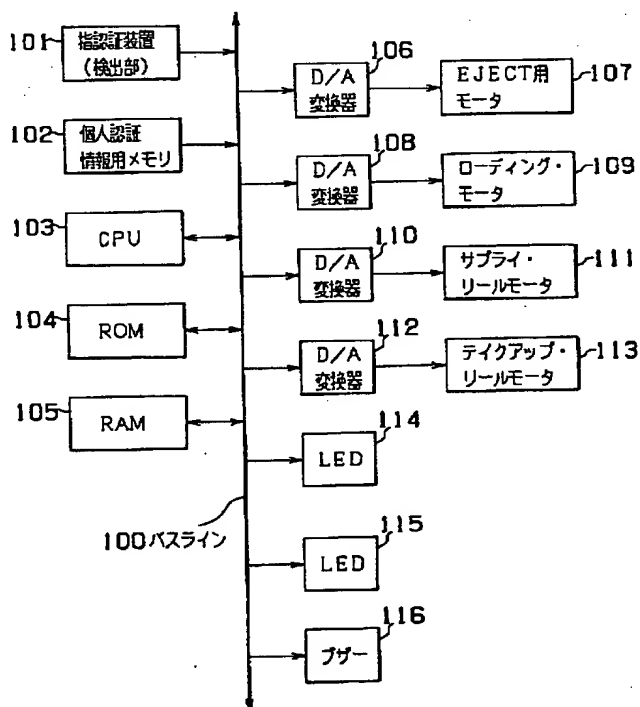 101
指認証装置
(検出部)
102
個人認証
情報用メモリ
103
CPU
104
ROM
105
RAM
100バスライン
106
D/A
変換器
EJECT用
モータ
107
108
D/A
変換器
ローディング・
モータ
109
110
D/A
変換器
サプライ・
リールモータ
111
112
D/A
変換器
テイクアップ・
リールモータ
113
114
LED
115
LED
116
ブザー